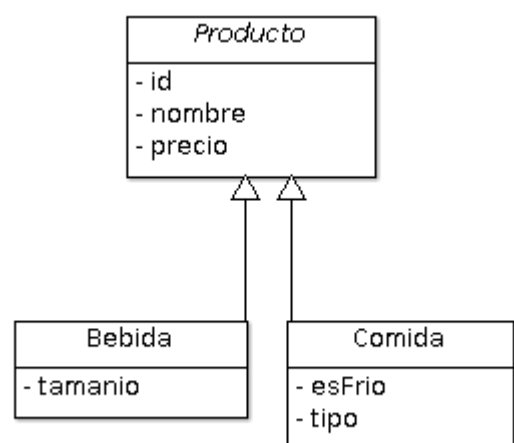 Producto
- id
- nombre
- precio
Bebida
- tamanio
Comida
- esFrio
- tipo